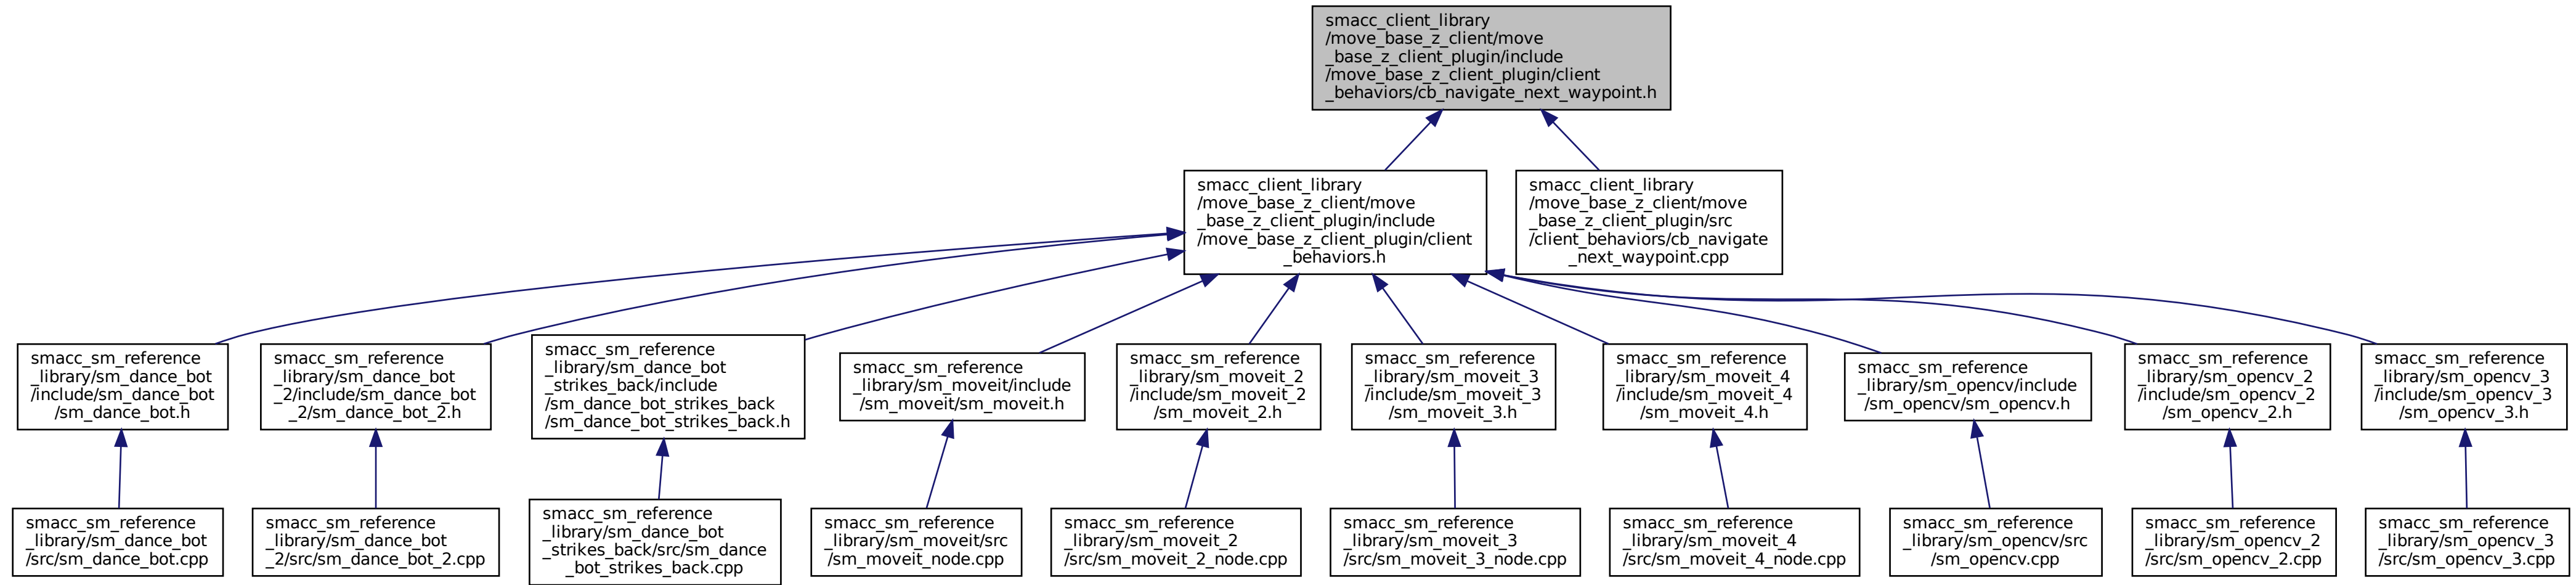 smacc_client_library
/move_base_z_client/move
_base_z_client_plugin/include
/move_base_z_client_plugin/client
_behaviors/cb_navigate_next_waypoint.h
smacc_client_library
/move_base_z_client/move
_base_z_client_plugin/include
/move_base_z_client_plugin/client
_behaviors.h
smacc_client_library
/move_base_z_client/move
_base_z_client_plugin/src
/client_behaviors/cb_navigate
_next_waypoint.cpp
smacc_sm_reference
_library/sm_dance_bot
/include/sm_dance_bot
/sm_dance_bot.h
smacc_sm_reference
_library/sm_dance_bot
_2/include/sm_dance_bot
_2/sm_dance_bot_2.h
smacc_sm_reference
_library/sm_dance_bot
_strikes_back/include
/sm_dance_bot_strikes_back
/sm_dance_bot_strikes_back.h
smacc_sm_reference
_library/sm_moveit/include
/sm_moveit/sm_moveit.h
smacc_sm_reference
_library/sm_moveit_2
/include/sm_moveit_2
/sm_moveit_2.h
smacc_sm_reference
_library/sm_moveit_3
/include/sm_moveit_3
/sm_moveit_3.h
smacc_sm_reference
_library/sm_moveit_4
/include/sm_moveit_4
/sm_moveit_4.h
smacc_sm_reference
_library/sm_opencv/include
/sm_opencv/sm_opencv.h
smacc_sm_reference
_library/sm_opencv_2
/include/sm_opencv_2
/sm_opencv_2.h
smacc_sm_reference
_library/sm_opencv_3
/include/sm_opencv_3
/sm_opencv_3.h
smacc_sm_reference
_library/sm_dance_bot
/src/sm_dance_bot.cpp
smacc_sm_reference
_library/sm_dance_bot
_2/src/sm_dance_bot_2.cpp
smacc_sm_reference
_library/sm_dance_bot
_strikes_back/src/sm_dance
_bot_strikes_back.cpp
smacc_sm_reference
_library/sm_moveit/src
/sm_moveit_node.cpp
smacc_sm_reference
_library/sm_moveit_2
/src/sm_moveit_2_node.cpp
smacc_sm_reference
_library/sm_moveit_3
/src/sm_moveit_3_node.cpp
smacc_sm_reference
_library/sm_moveit_4
/src/sm_moveit_4_node.cpp
smacc_sm_reference
_library/sm_opencv/src
/sm_opencv.cpp
smacc_sm_reference
_library/sm_opencv_2
/src/sm_opencv_2.cpp
smacc_sm_reference
_library/sm_opencv_3
/src/sm_opencv_3.cpp